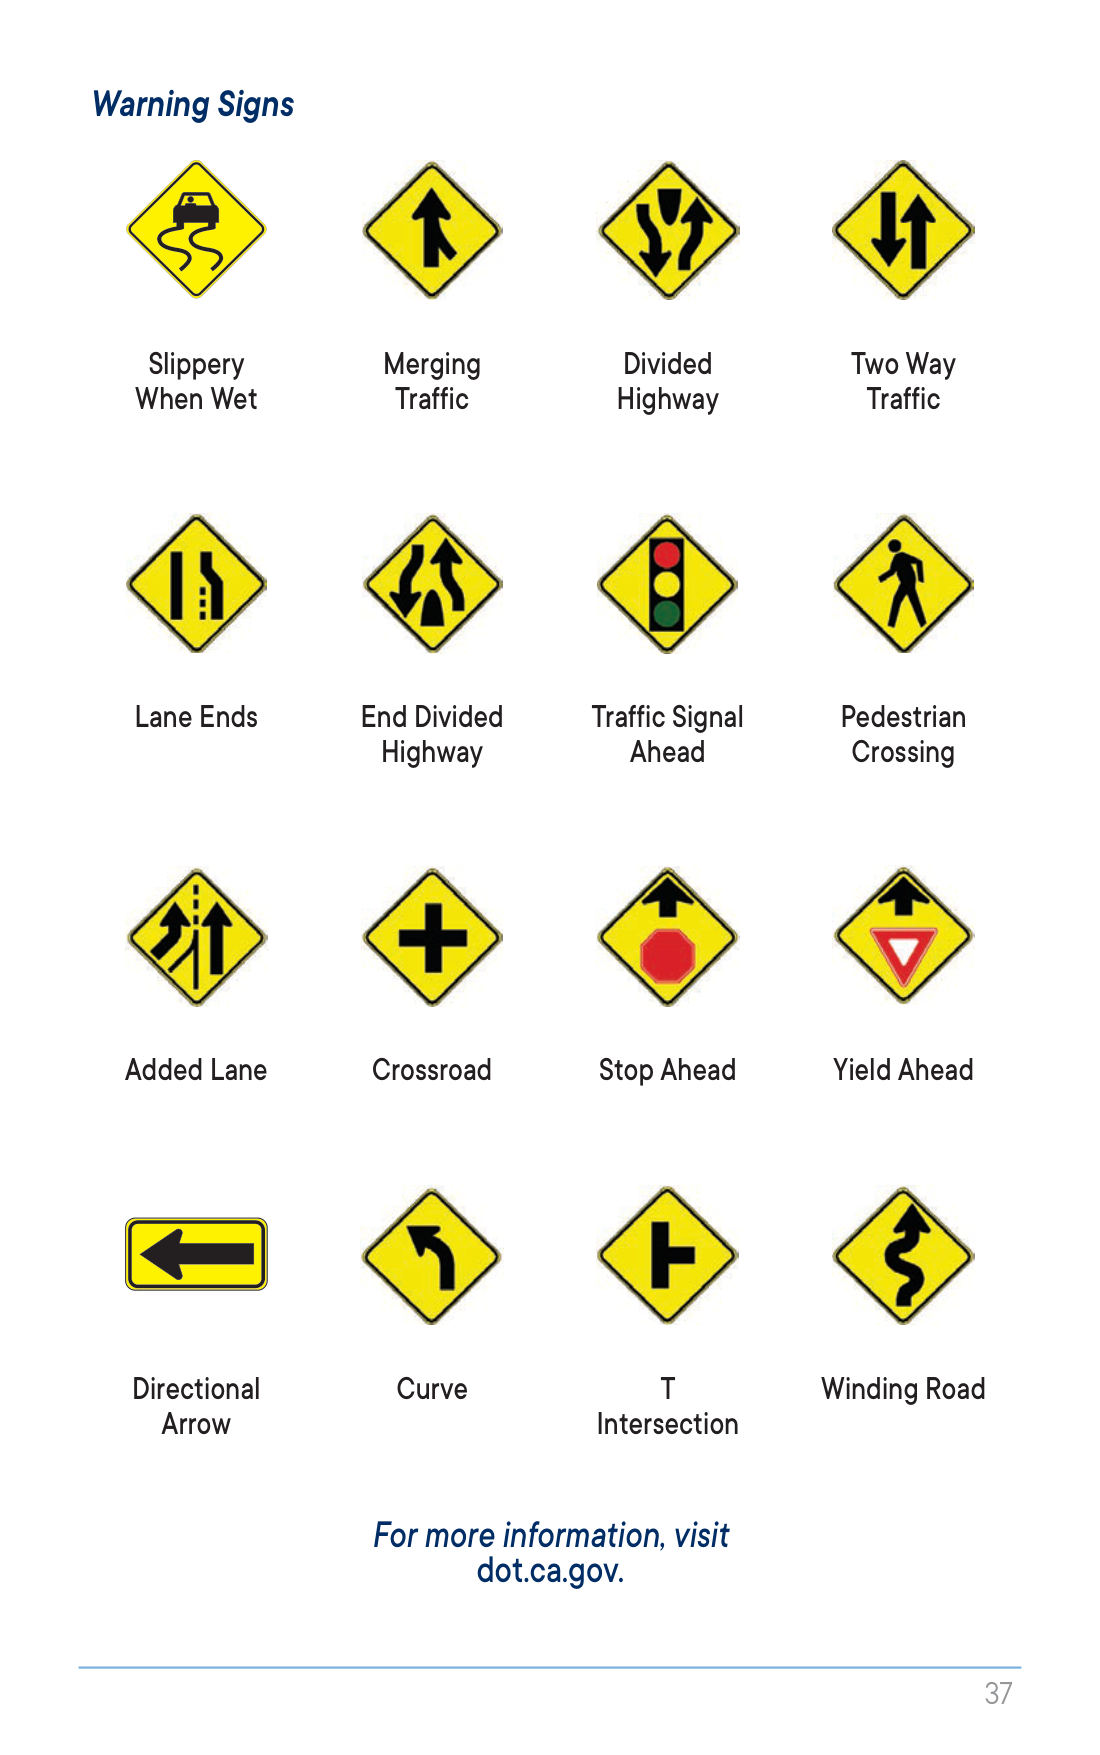 Warning Signs
Slippery
When Wet
Merging
Traffic
Divided
Highway
Two Way
Traffic
Lane Ends
End Divided
Highway
Traffic Signal
Ahead
Pedestrian
Crossing
Added Lane
Crossroad
Stop Ahead
Yield Ahead
Directional
Arrow
Curve
T
Intersection
Winding Road
For more information, visit
dot.ca.gov.
37